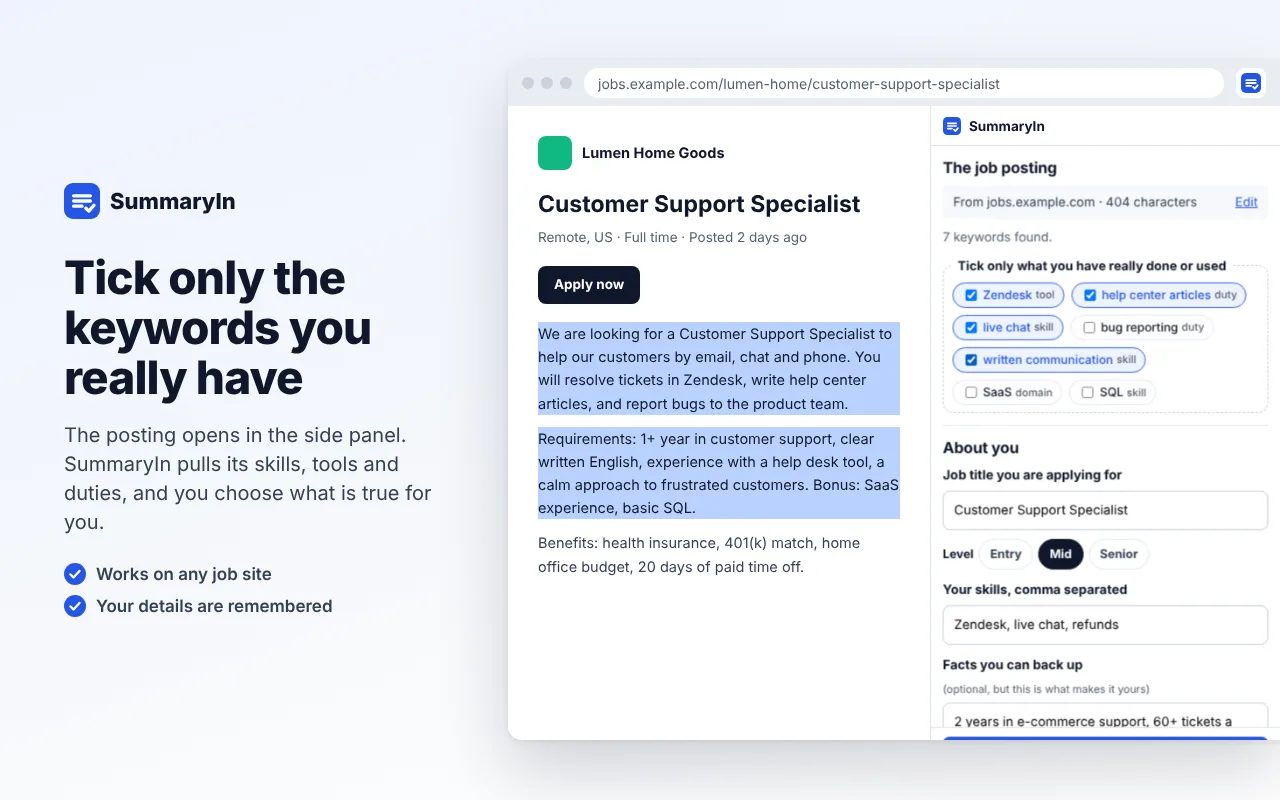 SummaryIn
Tick only the
keywords you
really have
The posting opens in the side panel.
SummaryIn pulls its skills, tools and
duties, and you choose what is true for
you.
Works on any job site
Your details are remembered
jobs.example.com/lumen-home/customer-support-specialist
Lumen Home Goods
Customer Support Specialist
Remote, US · Full time · Posted 2 days ago
Apply now
We are looking for a Customer Support Specialist to
help our customers by email, chat and phone. You
will resolve tickets in Zendesk, write help center
articles, and report bugs to the product team.
Requirements: 1+ year in customer support, clear
written English, experience with a help desk tool, a
calm approach to frustrated customers. Bonus: SaaS
experience, basic SQL.
Benefits: health insurance, 401(k) match, home
office budget, 20 days of paid time off.
SummaryIn
The job posting
From jobs.example.com · 404 characters Edit
7 keywords found.
Tick only what you have really done or used
Zendesk tool help center articles duty
live chat skill bug reporting duty
written communication skill
SaaS domain SQL skill
About you
Job title you are applying for
Customer Support Specialist
Level Entry Mid Senior
Your skills, comma separated
Zendesk, live chat, refunds
Facts you can back up
(optional, but this is what makes it yours)
2 years in e-commerce support, 60+ tickets a